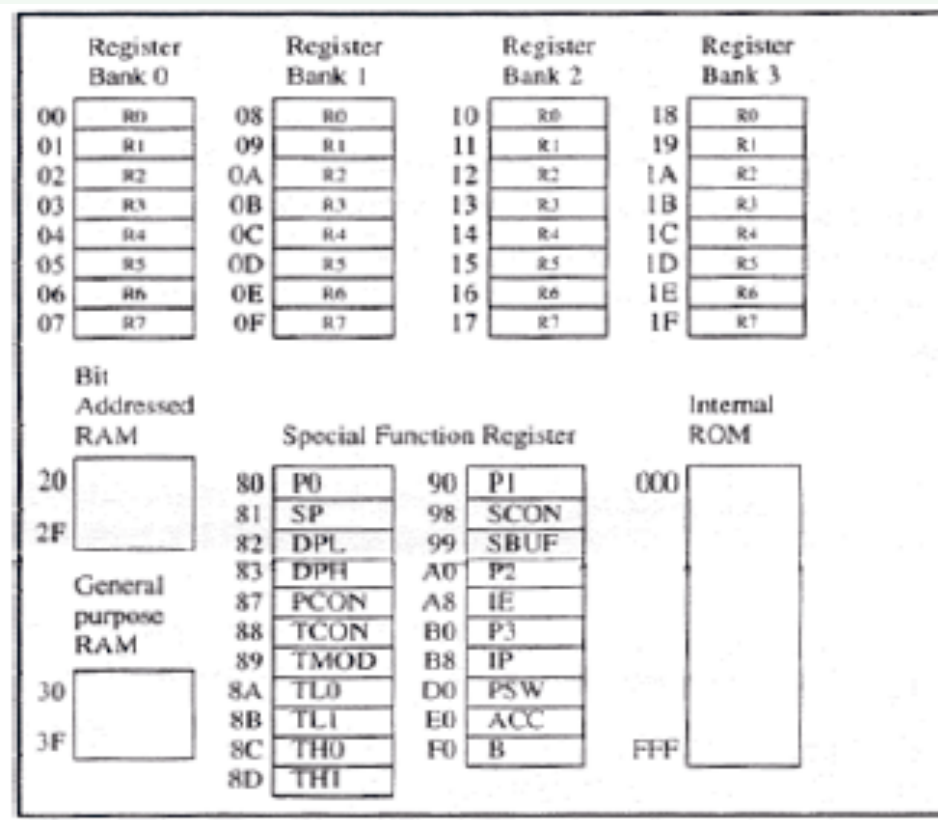 Register Register Register Register
Bank 0 Bank 1 Bank 2 Bank 3
00 R0 08 R0 10 R0 18 R0
01 R1 09 R1 11 R1 19 R1
02 R2 0A R2 12 R2 1A R2
03 R3 0B R3 13 R3 1B R3
04 R4 0C R4 14 R4 1C R4
05 R5 0D R5 15 R5 1D R5
06 R6 0E R6 16 R6 1E R6
07 R7 0F R7 17 R7 1F R7
Bit
Addressed
RAM
20
2F
General
purpose
RAM
30
3F
Special Function Register
80 P0 90 P1
81 SP 98 SCON
82 DPL 99 SBUF
83 DPH A0 P2
87 PCON A8 IE
88 TCON B0 P3
89 TMOD B8 IP
8A TL0 D0 PSW
8B TL1 E0 ACC
8C TH0 F0 B
8D TH1
Internal
ROM
000
FFF